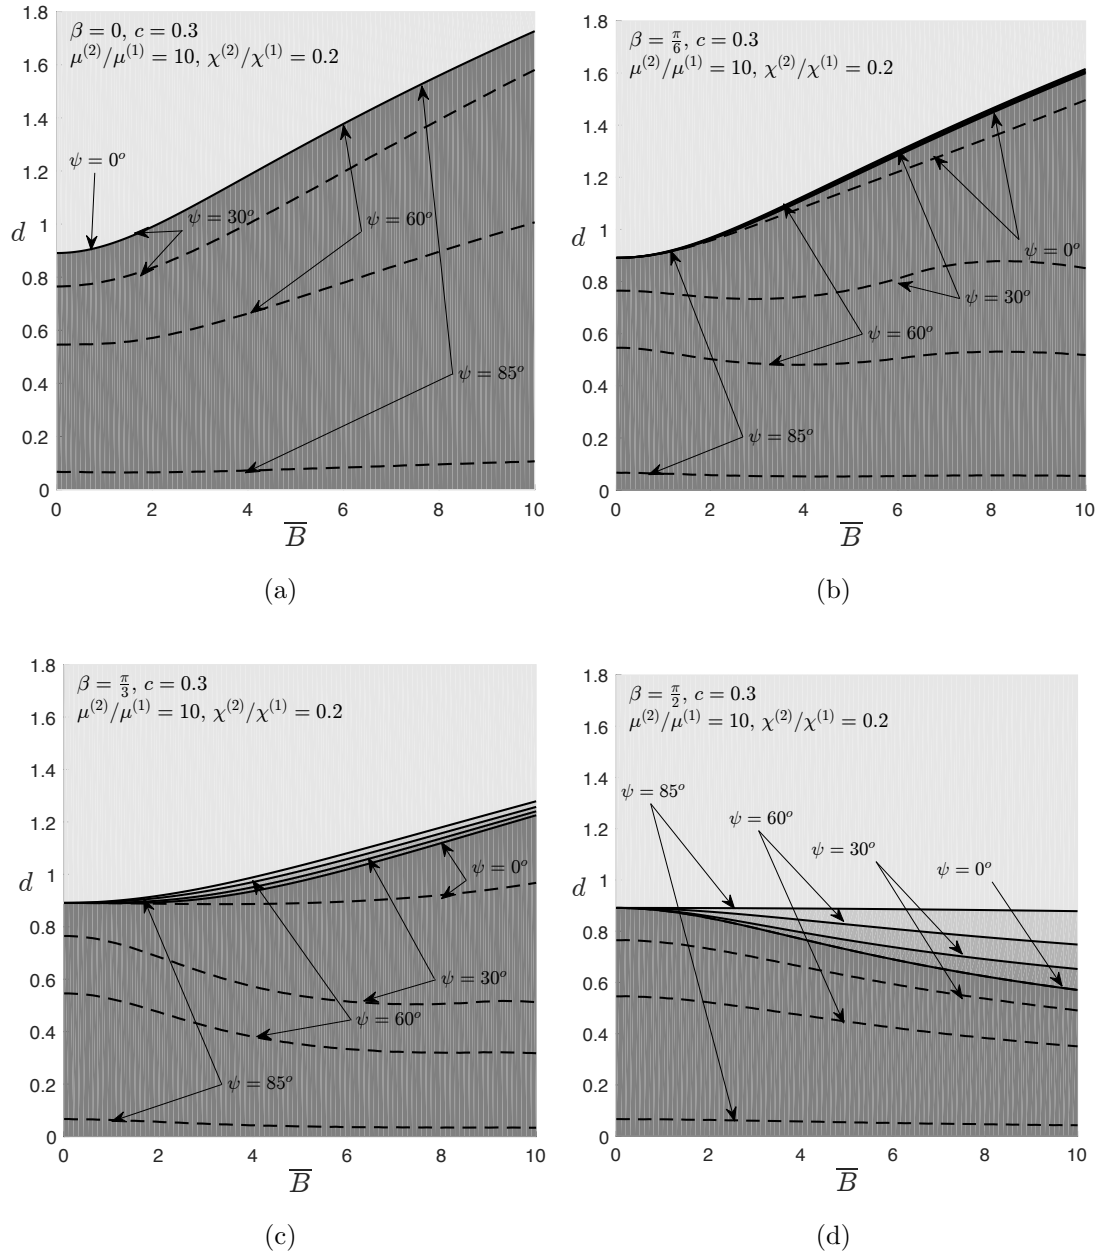 β = 0, c = 0.3
μ^(2)/μ^(1) = 10, χ^(2)/χ^(1) = 0.2
1.8
1.6
1.4
1.2
1
0.8
0.6
0.4
0.2
0
d
ψ = 0°
ψ = 30°
ψ = 60°
ψ = 85°
0 2 4 6 8 10
B̅
(a)
β = π/6, c = 0.3
μ^(2)/μ^(1) = 10, χ^(2)/χ^(1) = 0.2
1.8
1.6
1.4
1.2
1
0.8
0.6
0.4
0.2
0
d
ψ = 0°
ψ = 30°
ψ = 60°
ψ = 85°
0 2 4 6 8 10
B̅
(b)
β = π/3, c = 0.3
μ^(2)/μ^(1) = 10, χ^(2)/χ^(1) = 0.2
1.8
1.6
1.4
1.2
1
0.8
0.6
0.4
0.2
0
d
ψ = 0°
ψ = 30°
ψ = 60°
ψ = 85°
0 2 4 6 8 10
B̅
(c)
β = π/2, c = 0.3
μ^(2)/μ^(1) = 10, χ^(2)/χ^(1) = 0.2
1.8
1.6
1.4
1.2
1
0.8
0.6
0.4
0.2
0
d
ψ = 85°
ψ = 60°
ψ = 30°
ψ = 0°
0 2 4 6 8 10
B̅
(d)